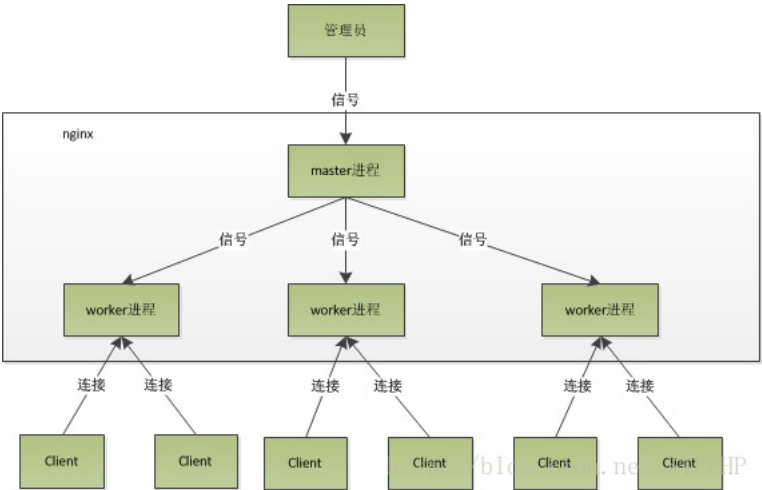 管理员
信号
nginx
master进程
信号 信号 信号
worker进程 worker进程 worker进程
连接 连接 连接 连接 连接 连接
Client Client Client Client Client Client